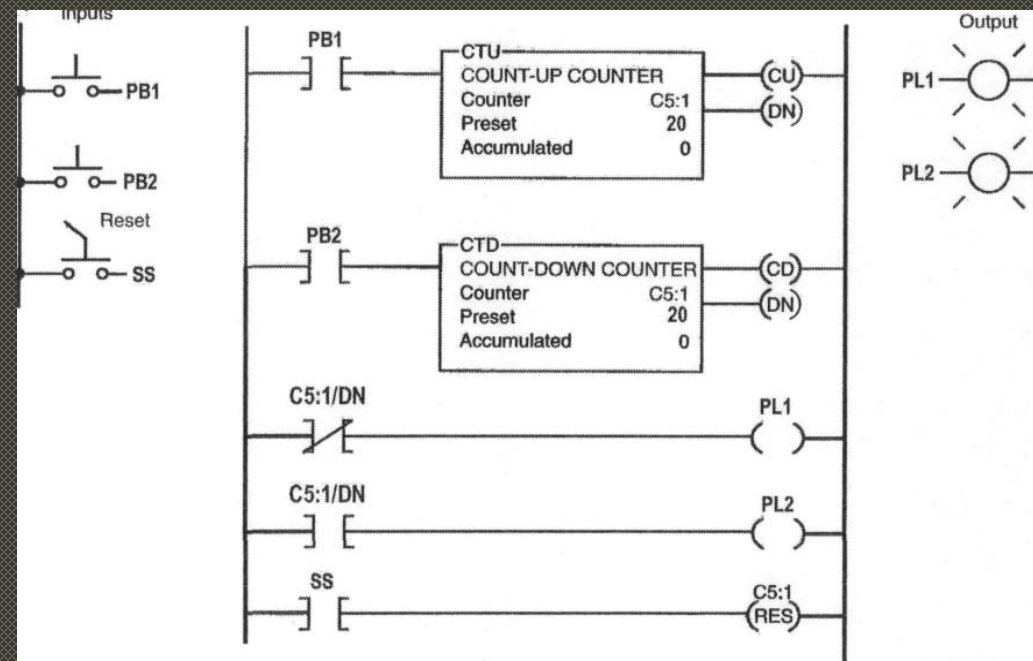 Inputs
PB1
PB2
Reset
SS
PB1
CTU
COUNT-UP COUNTER
Counter C5:1
Preset 20
Accumulated 0
CU
DN
PB2
CTD
COUNT-DOWN COUNTER
Counter C5:1
Preset 20
Accumulated 0
CD
DN
C5:1/DN
PL1
C5:1/DN
PL2
SS
C5:1
RES
Output
PL1
PL2